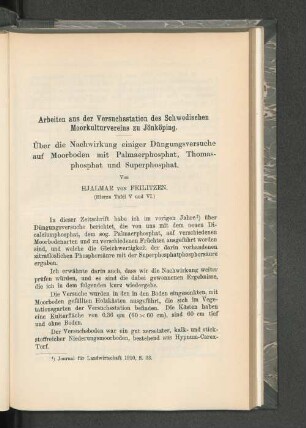 Arbeiten aus der Versuchsstation des Schwedischen
Moorkulturvereins zu Jönköping.
Über die Nachwirkung einiger Düngungsversuche
auf Moorboden mit Palmaerphosphat, Thomas-
phosphat und Superphosphat.
Von
HJALMAR von FEILITZEN.
(Hierzu Tafel V und VI.)
In dieser Zeitschrift habe ich im vorigen Jahre¹) über
Düngungsversuche berichtet, die von uns mit dem neuen Di-
calciumphosphat, dem sog. Palmaerphosphat, auf verschiedenen
Moorbodenarten und zu verschiedenen Früchten ausgeführt worden
sind, und welche die Gleichwertigkeit der darin enthaltenen
zitratlöslichen Phosphorsäure mit der Superphosphatphosphorsäure
ergaben.
Ich erwähnte darin auch, dass wir die Nachwirkung weiter
prüfen würden, und es sind dabei die gewonnenen Ergebnisse,
die ich in dem folgenden kurz wiedergebe.
Die Versuche wurden in den in den Boden eingesenkten mit
Moorboden gefüllten Holzkästen ausgeführt, die sich im Vege-
tationsgarten der Versuchsstation befinden. Die Kästen haben
eine Kulturfläche von 0,36 qm (60 × 60 cm), sind 60 cm tief
und ohne Boden.
Der Versuchsboden war ein gut zersetzter, kalk- und stick-
stoffreicher Niederungsmoorboden, bestehend aus Hypnum-Carex-
Torf.
¹) Journal für Landwirtschaft 1910, S. 33.